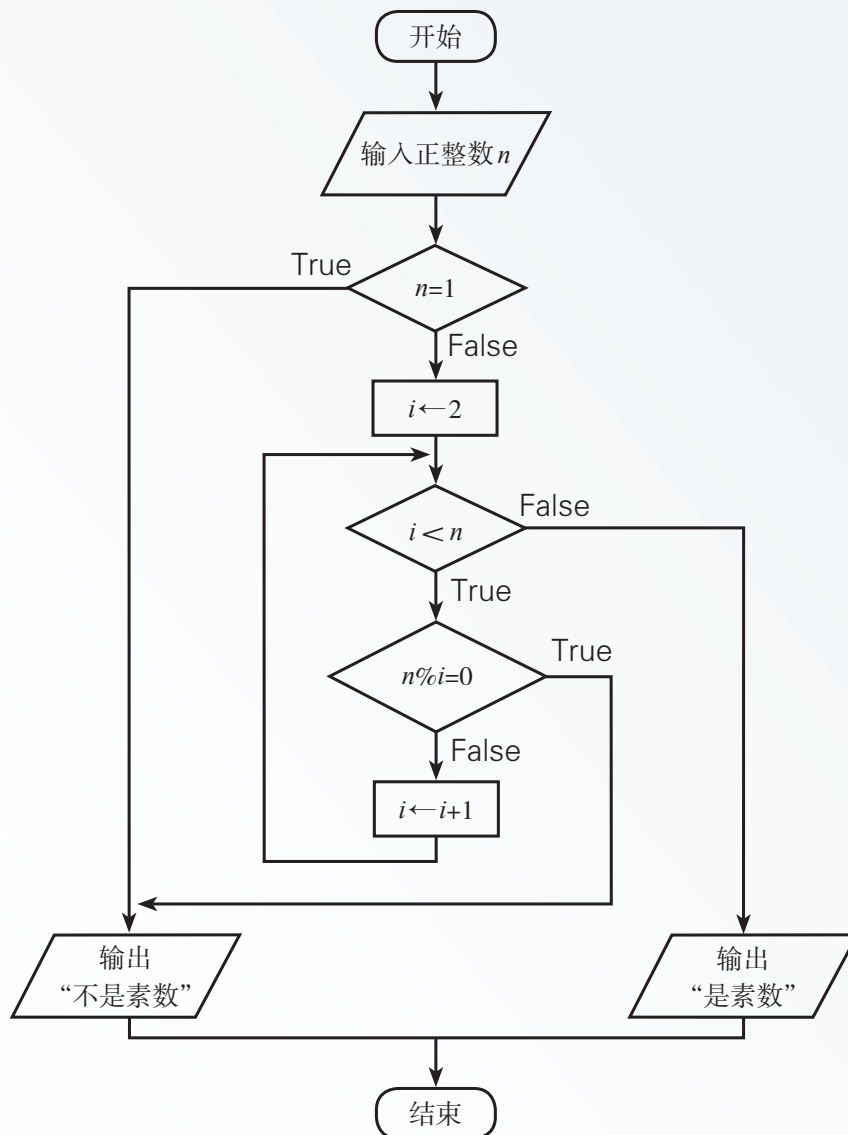 开始
输入正整数n
True
n=1
False
i←2
i<n
False
True
n%i=0
True
False
i←i+1
输出
“不是素数”
输出
“是素数”
结束